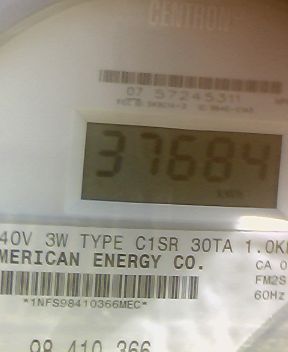 CENTRON
07 57245311
37684
40V 3W TYPE C1SR 30TA 1.0K
MERICAN ENERGY CO.
CA 0
FM2S
60Hz
*1NFS98410366MEC*
98 410 366